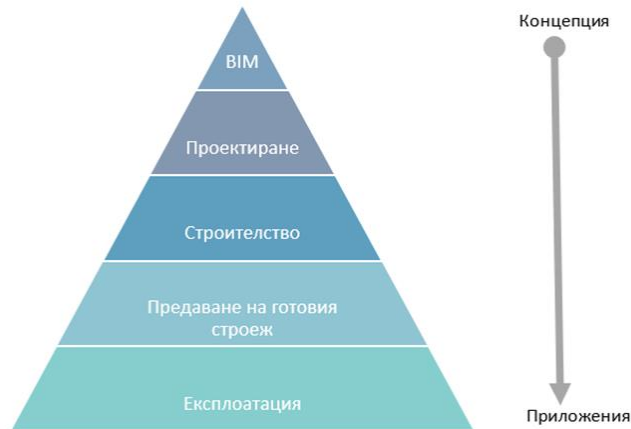 Концепция
BIM
Проектиране
Строителство
Предаване на готовия
строеж
Експлоатация
Приложения